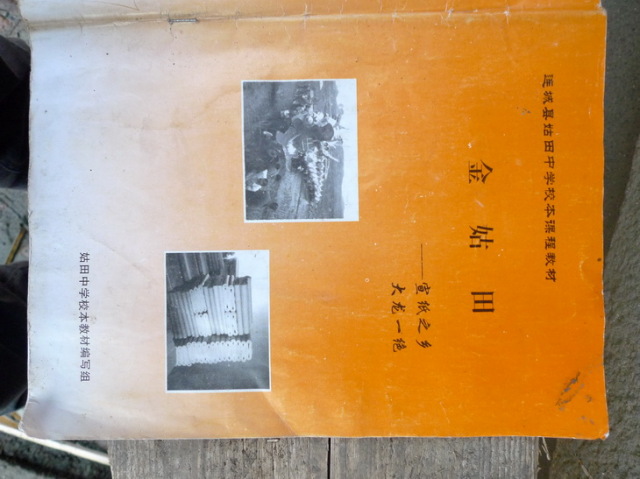 连城县姑田中学校本课程教材
金姑田
——宣纸之乡
大龙一绝
姑田中学校本教材编写组